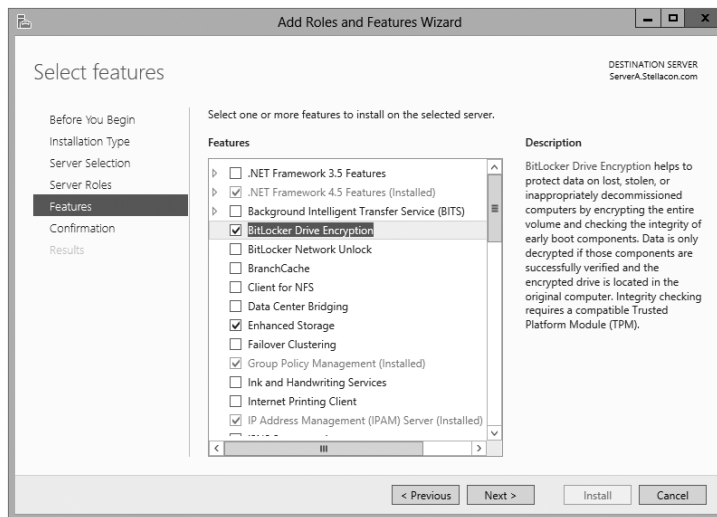 Add Roles and Features Wizard
Select features
DESTINATION SERVER
ServerA.Stellacon.com
Before You Begin
Installation Type
Server Selection
Server Roles
Features
Confirmation
Results
Select one or more features to install on the selected server.
Features
.NET Framework 3.5 Features
.NET Framework 4.5 Features (Installed)
Background Intelligent Transfer Service (BITS)
BitLocker Drive Encryption
BitLocker Network Unlock
BranchCache
Client for NFS
Data Center Bridging
Enhanced Storage
Failover Clustering
Group Policy Management (Installed)
Ink and Handwriting Services
Internet Printing Client
IP Address Management (IPAM) Server (Installed)
Description
BitLocker Drive Encryption helps to
protect data on lost, stolen, or
inappropriately decommissioned
computers by encrypting the entire
volume and checking the integrity of
early boot components. Data is only
decrypted if those components are
successfully verified and the
encrypted drive is located in the
original computer. Integrity checking
requires a compatible Trusted
Platform Module (TPM).
< Previous
Next >
Install
Cancel